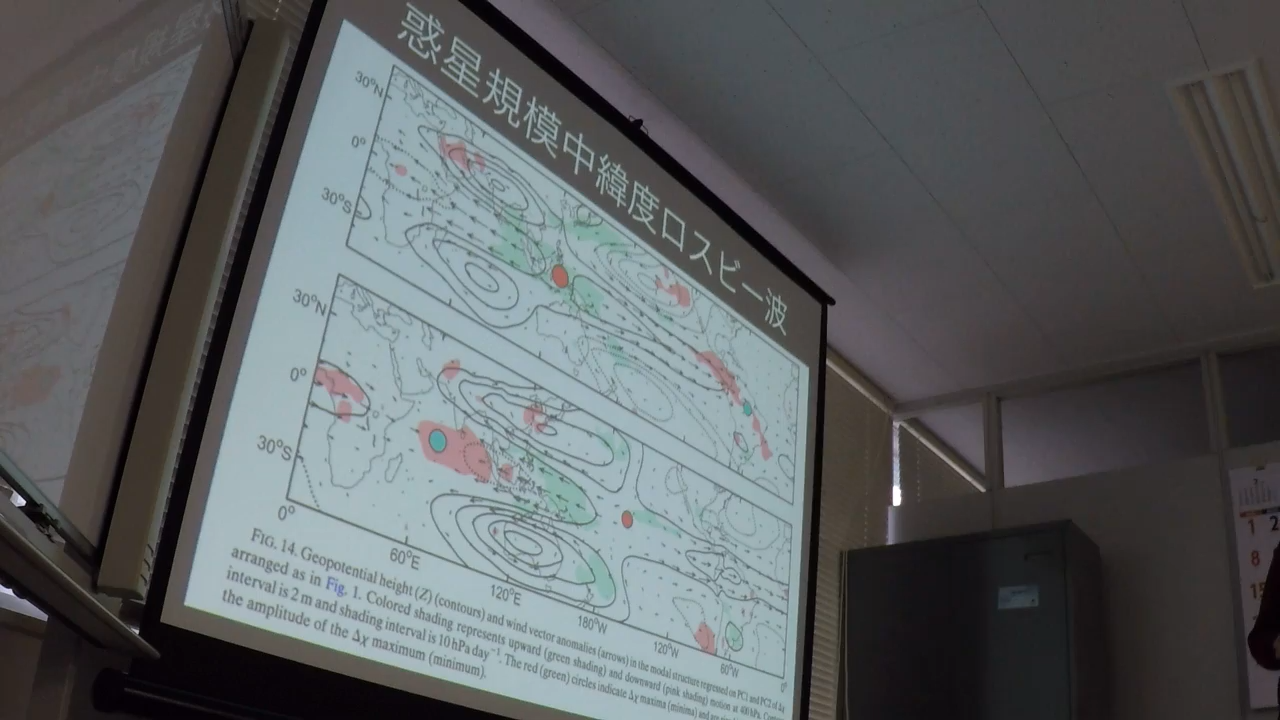 惑星規模中緯度ロスビー波
30°N
0°
30°S
30°N
0°
30°S
0°
60°E
120°E
180°W
120°W
60°W
0°
FIG. 14. Geopotential height (Z) (contours) and wind vector anomalies (arrows) in the modal structure regressed on PC1 and PC2 of Δχ
arranged as in Fig. 1. Colored shading represents upward (green shading) and downward (pink shading) motion at 400 hPa.
interval is 2 m and shading interval is 10 hPa day⁻¹. The red (green) circles indicate Δχ maxima (minima) and
the amplitude of the Δχ maximum (minimum).
1 2
8